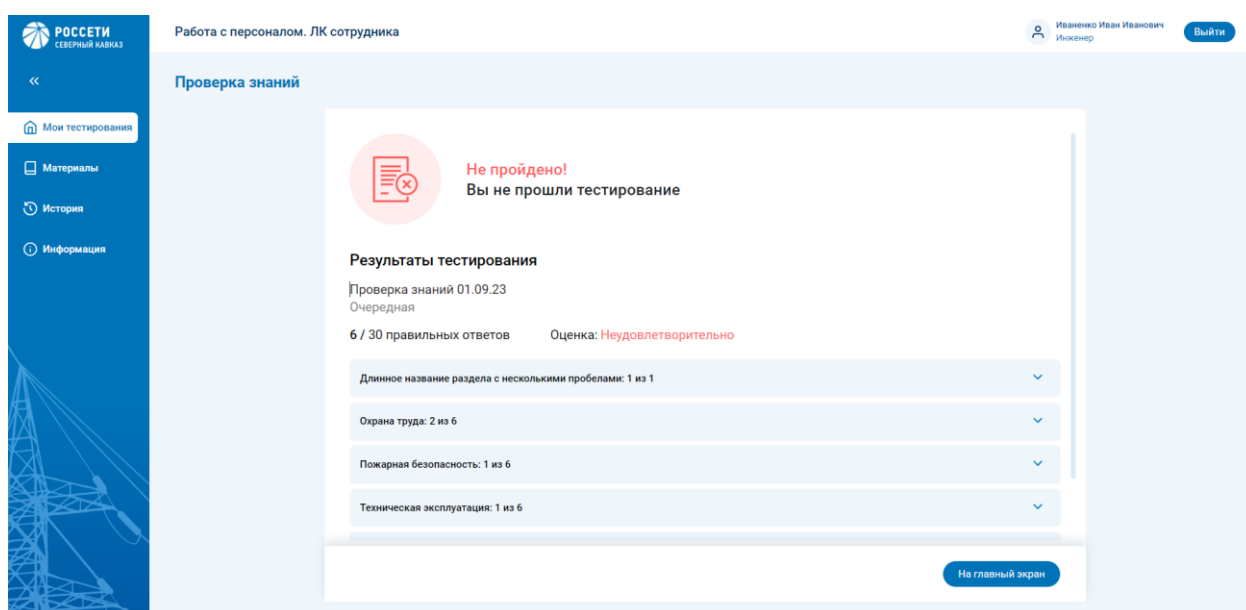 РОССЕТИ
СЕВЕРНЫЙ КАВКАЗ
Работа с персоналом. ЛК сотрудника
Иваненко Иван Иванович
Инженер
Выйти
Проверка знаний
Мои тестирования
Материалы
История
Информация
Не пройдено!
Вы не прошли тестирование
Результаты тестирования
Проверка знаний 01.09.23
Очередная
6 / 30 правильных ответов Оценка: Неудовлетворительно
Длинное название раздела с несколькими пробелами: 1 из 1
Охрана труда: 2 из 6
Пожарная безопасность: 1 из 6
Техническая эксплуатация: 1 из 6
На главный экран